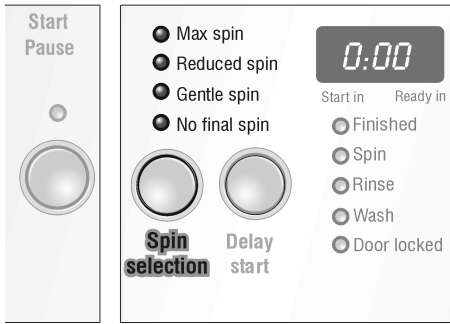 Start
Pause
Max spin
Reduced spin
Gentle spin
No final spin
Spin
selection
Delay
start
0:00
Start in Ready in
Finished
Spin
Rinse
Wash
Door locked